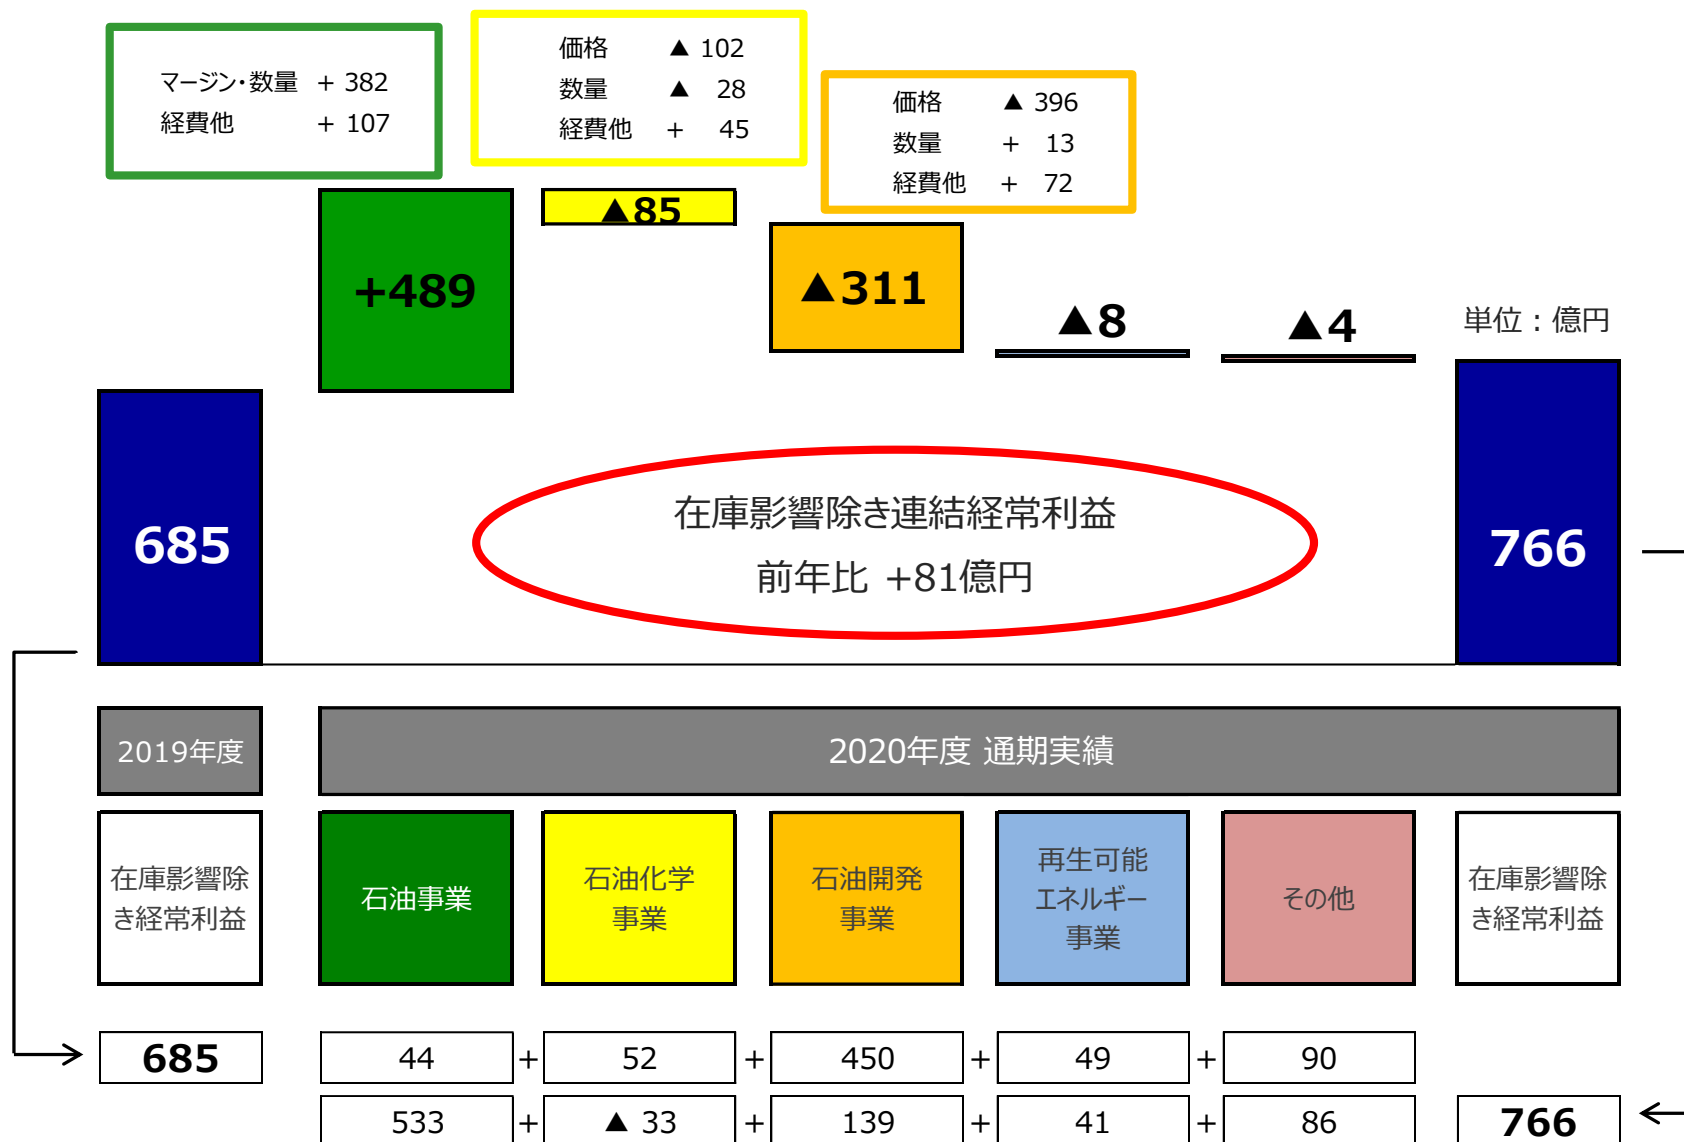 マージン・数量 + 382
経費他 + 107
価格 ▲ 102
数量 ▲ 28
経費他 + 45
価格 ▲ 396
数量 + 13
経費他 + 72
+489
▲85
▲311
▲8
▲4
単位：億円
685
在庫影響除き連結経常利益
前年比 +81億円
766
2019年度
2020年度 通期実績
在庫影響除
き経常利益
石油事業
石油化学
事業
石油開発
事業
再生可能
エネルギー
事業
その他
在庫影響除
き経常利益
685 44 + 52 + 450 + 49 + 90
533 + ▲ 33 + 139 + 41 + 86 766